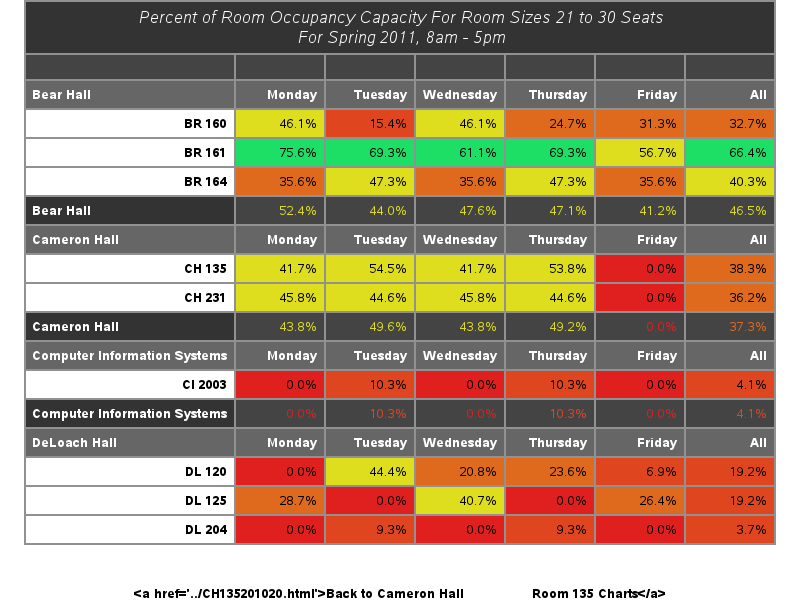 Percent of Room Occupancy Capacity For Room Sizes 21 to 30 Seats
For Spring 2011, 8am - 5pm
Bear Hall Monday Tuesday Wednesday Thursday Friday All
BR 160 46.1% 15.4% 46.1% 24.7% 31.3% 32.7%
BR 161 75.6% 69.3% 61.1% 69.3% 56.7% 66.4%
BR 164 35.6% 47.3% 35.6% 47.3% 35.6% 40.3%
Bear Hall 52.4% 44.0% 47.6% 47.1% 41.2% 46.5%
Cameron Hall Monday Tuesday Wednesday Thursday Friday All
CH 135 41.7% 54.5% 41.7% 53.8% 0.0% 38.3%
CH 231 45.8% 44.6% 45.8% 44.6% 0.0% 36.2%
Cameron Hall 43.8% 49.6% 43.8% 49.2% 0.0% 37.3%
Computer Information Systems Monday Tuesday Wednesday Thursday Friday All
CI 2003 0.0% 10.3% 0.0% 10.3% 0.0% 4.1%
Computer Information Systems 0.0% 10.3% 0.0% 10.3% 0.0% 4.1%
DeLoach Hall Monday Tuesday Wednesday Thursday Friday All
DL 120 0.0% 44.4% 20.8% 23.6% 6.9% 19.2%
DL 125 28.7% 0.0% 40.7% 0.0% 26.4% 19.2%
DL 204 0.0% 9.3% 0.0% 9.3% 0.0% 3.7%
<a href='../CH135201020.html'>Back to Cameron Hall Room 135 Charts</a>